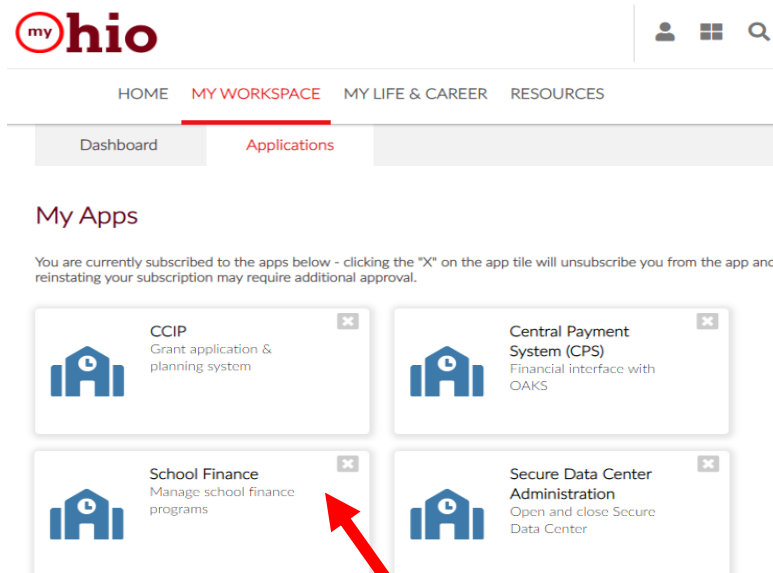 my hio
HOME MY WORKSPACE MY LIFE & CAREER RESOURCES
Dashboard Applications
My Apps
You are currently subscribed to the apps below - clicking the "X" on the app tile will unsubscribe you from the app and
reinstating your subscription may require additional approval.
CCIP
Grant application &
planning system
Central Payment
System (CPS)
Financial interface with
OAKS
School Finance
Manage school finance
programs
Secure Data Center
Administration
Open and close Secure
Data Center